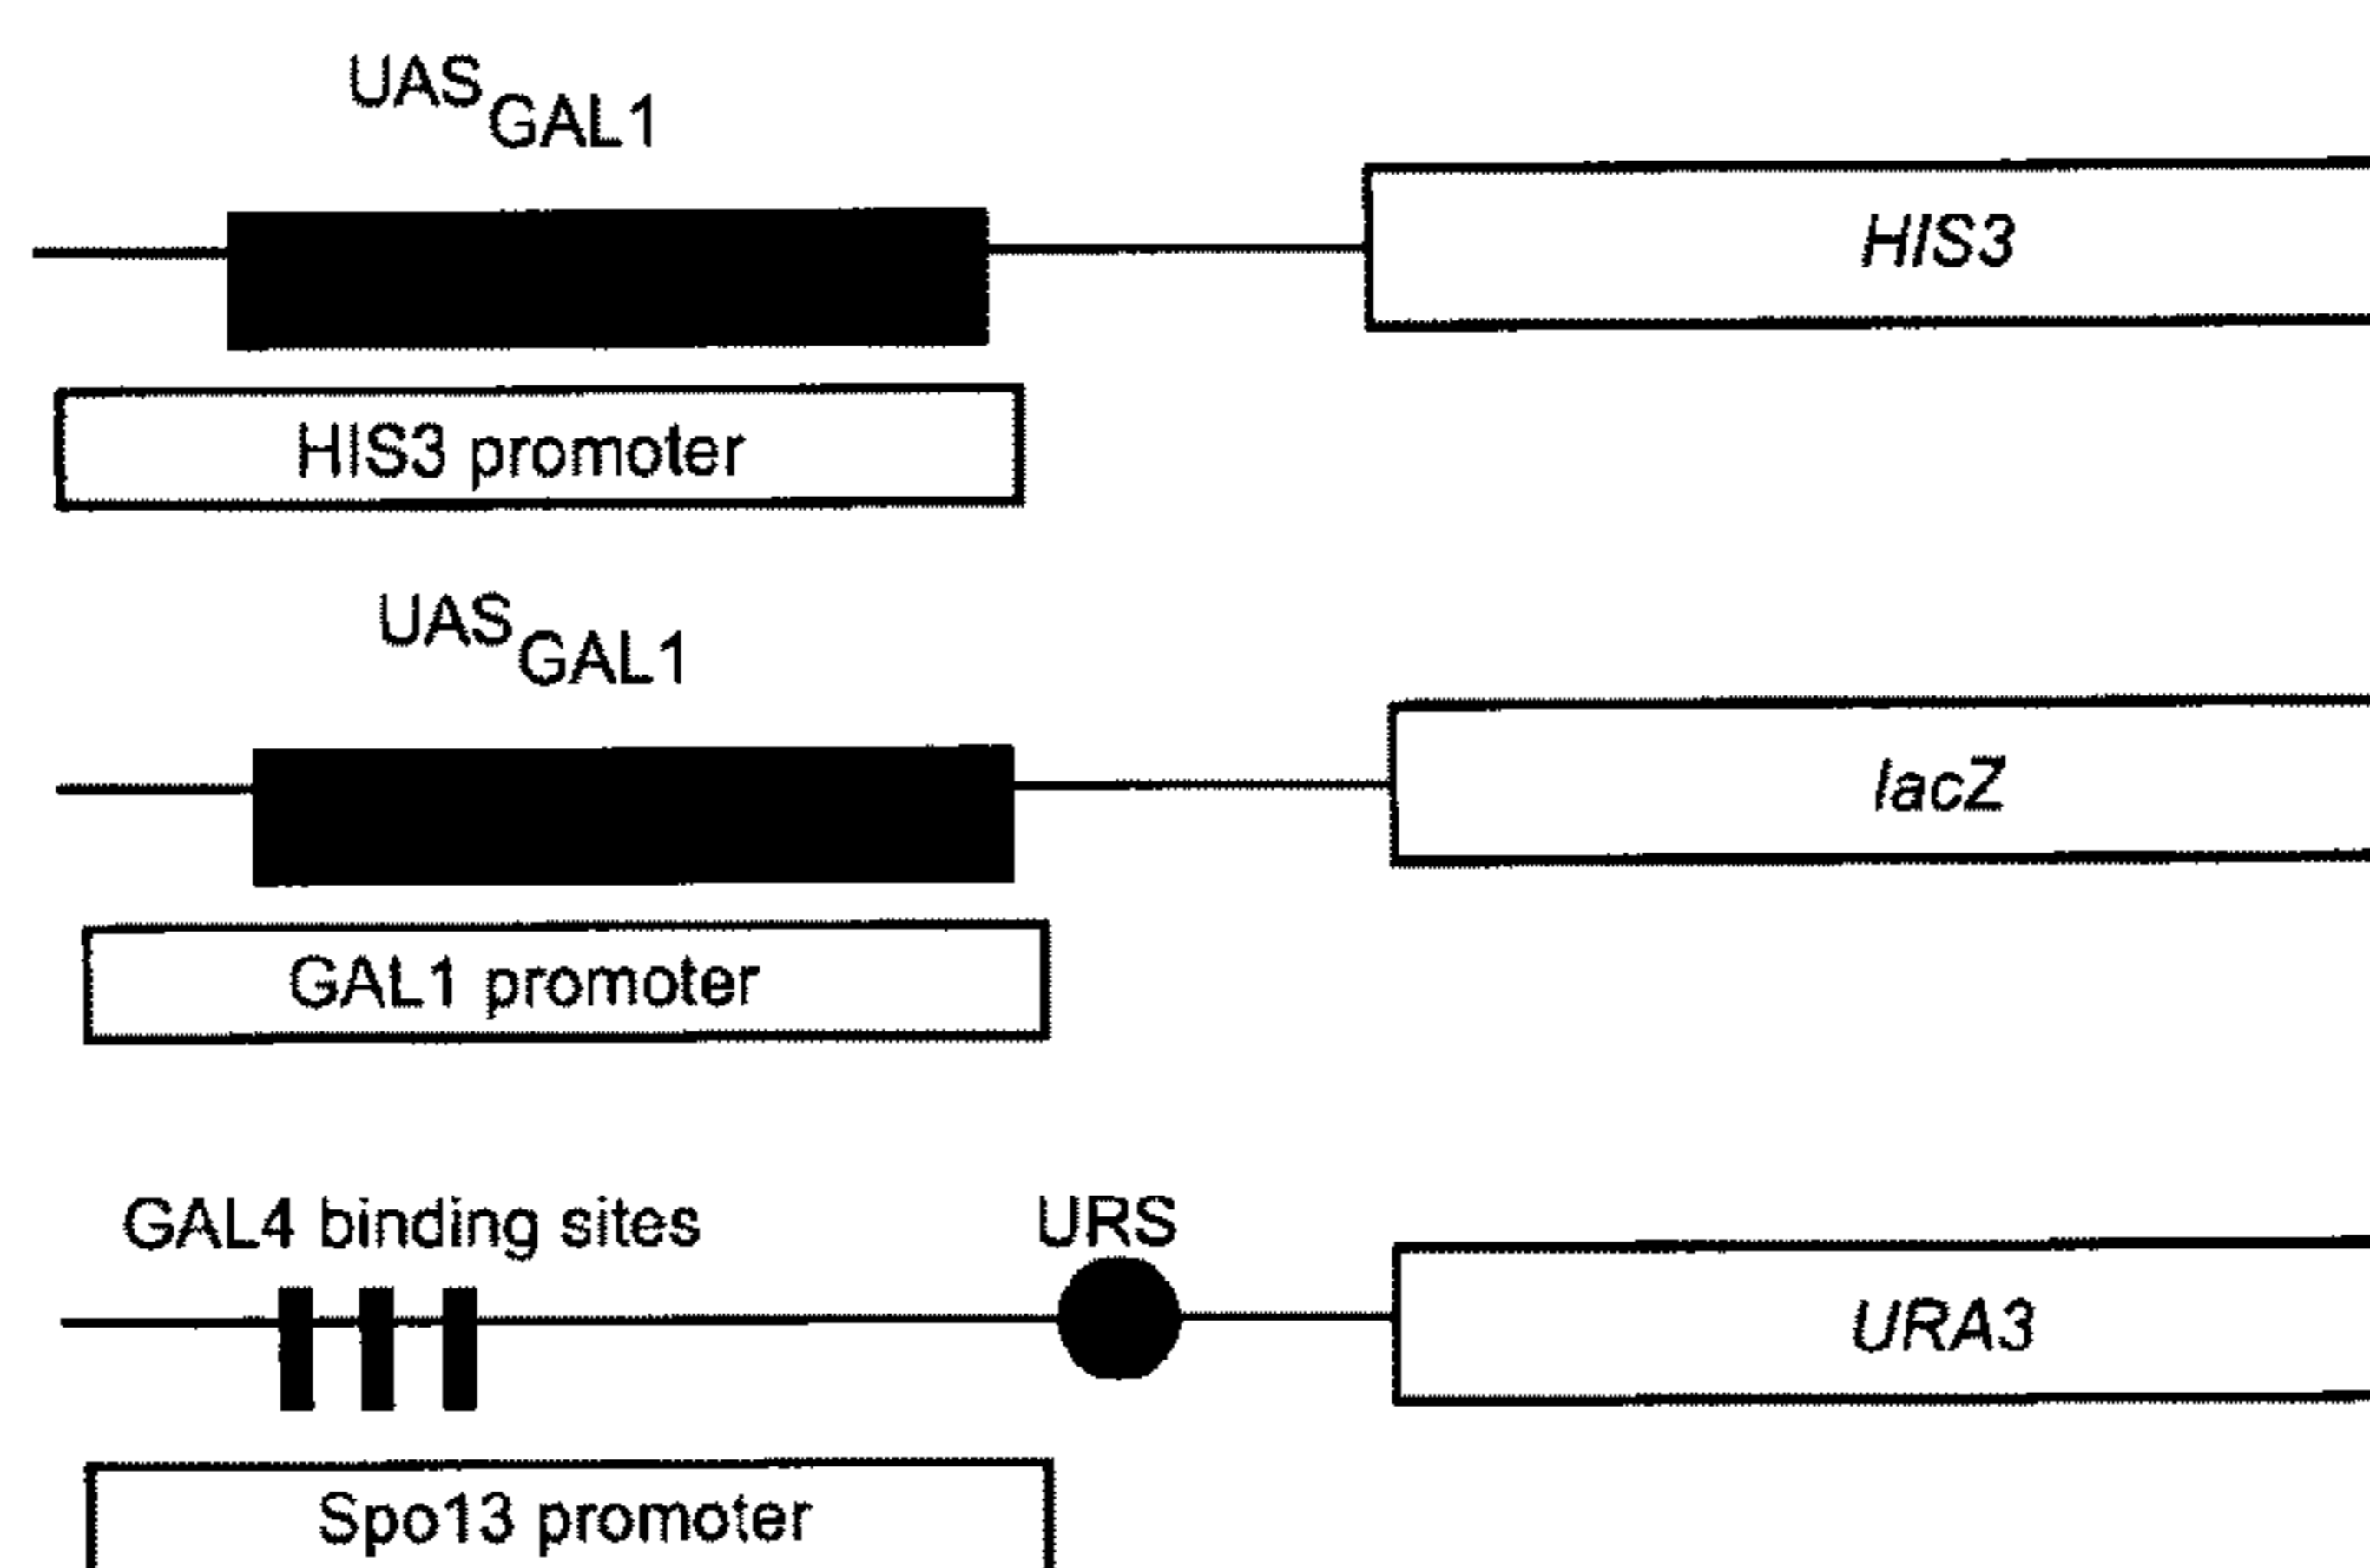 UAS GAL1
HIS3
HIS3 promoter
UAS GAL1
lacZ
GAL1 promoter
GAL4 binding sites URS
URA3
Spo13 promoter